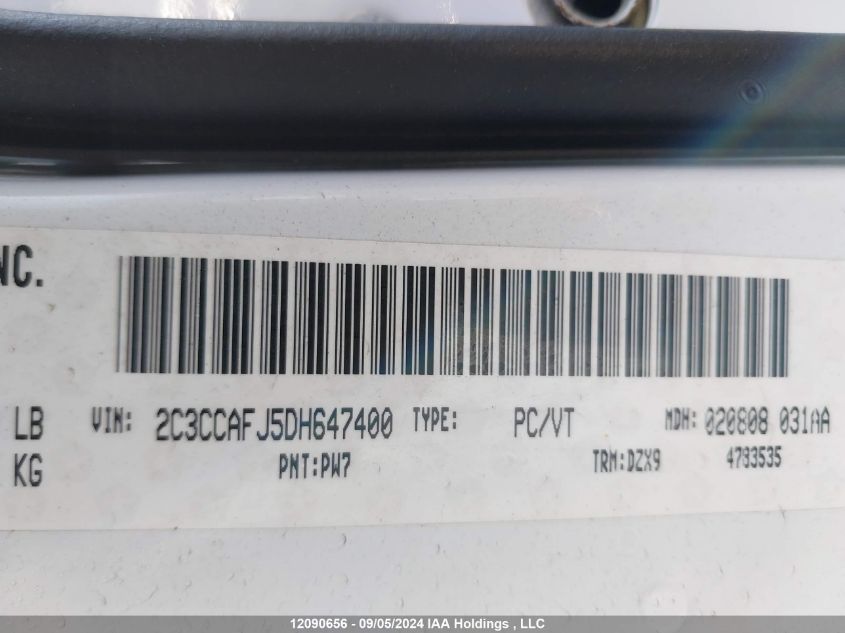 NC.
LB VIN: 2C3CCAFJ5DH647400 TYPE: PC/VT MDH: 020808 031AA
KG PNT:PW7 TRM:DZX9 4783535
12090656 - 09/05/2024 IAA Holdings , LLC